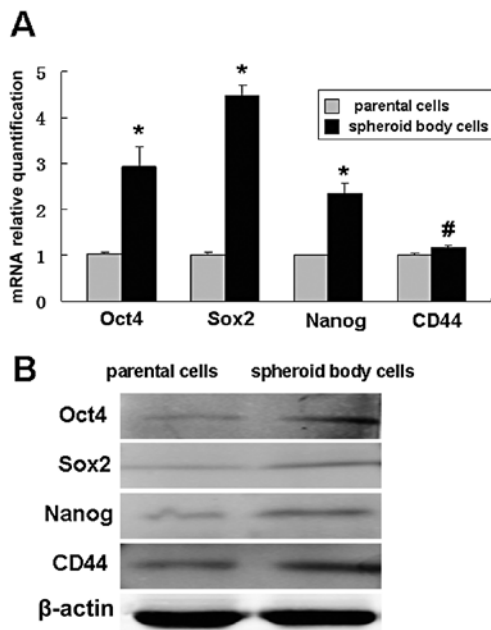 A
mRNA relative quantification
5
4
3
2
1
0
*
*
*
#
parental cells
spheroid body cells
Oct4 Sox2 Nanog CD44
B
parental cells spheroid body cells
Oct4
Sox2
Nanog
CD44
β-actin